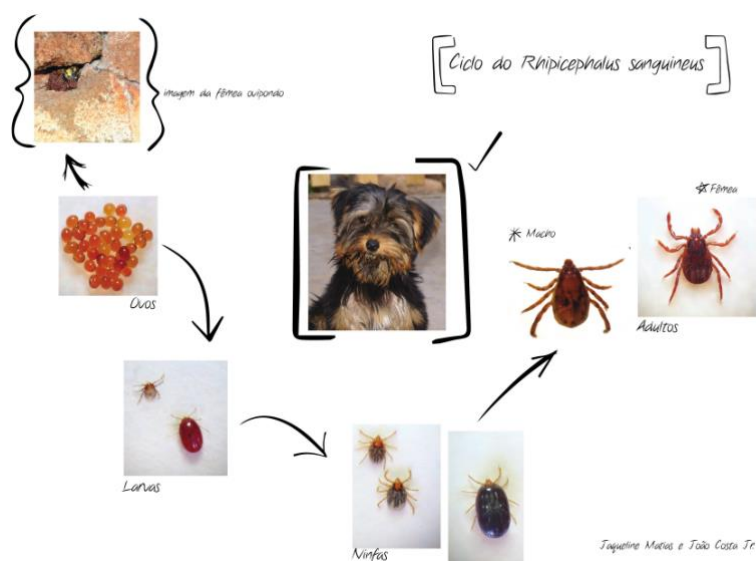 Ciclo do Rhipicephalus sanguineus
imagem da fêmea ovipondo
Ovos
Larvas
Ninfas
Macho
Fêmea
Adultos
Jaqueline Matias e João Costa Jr.